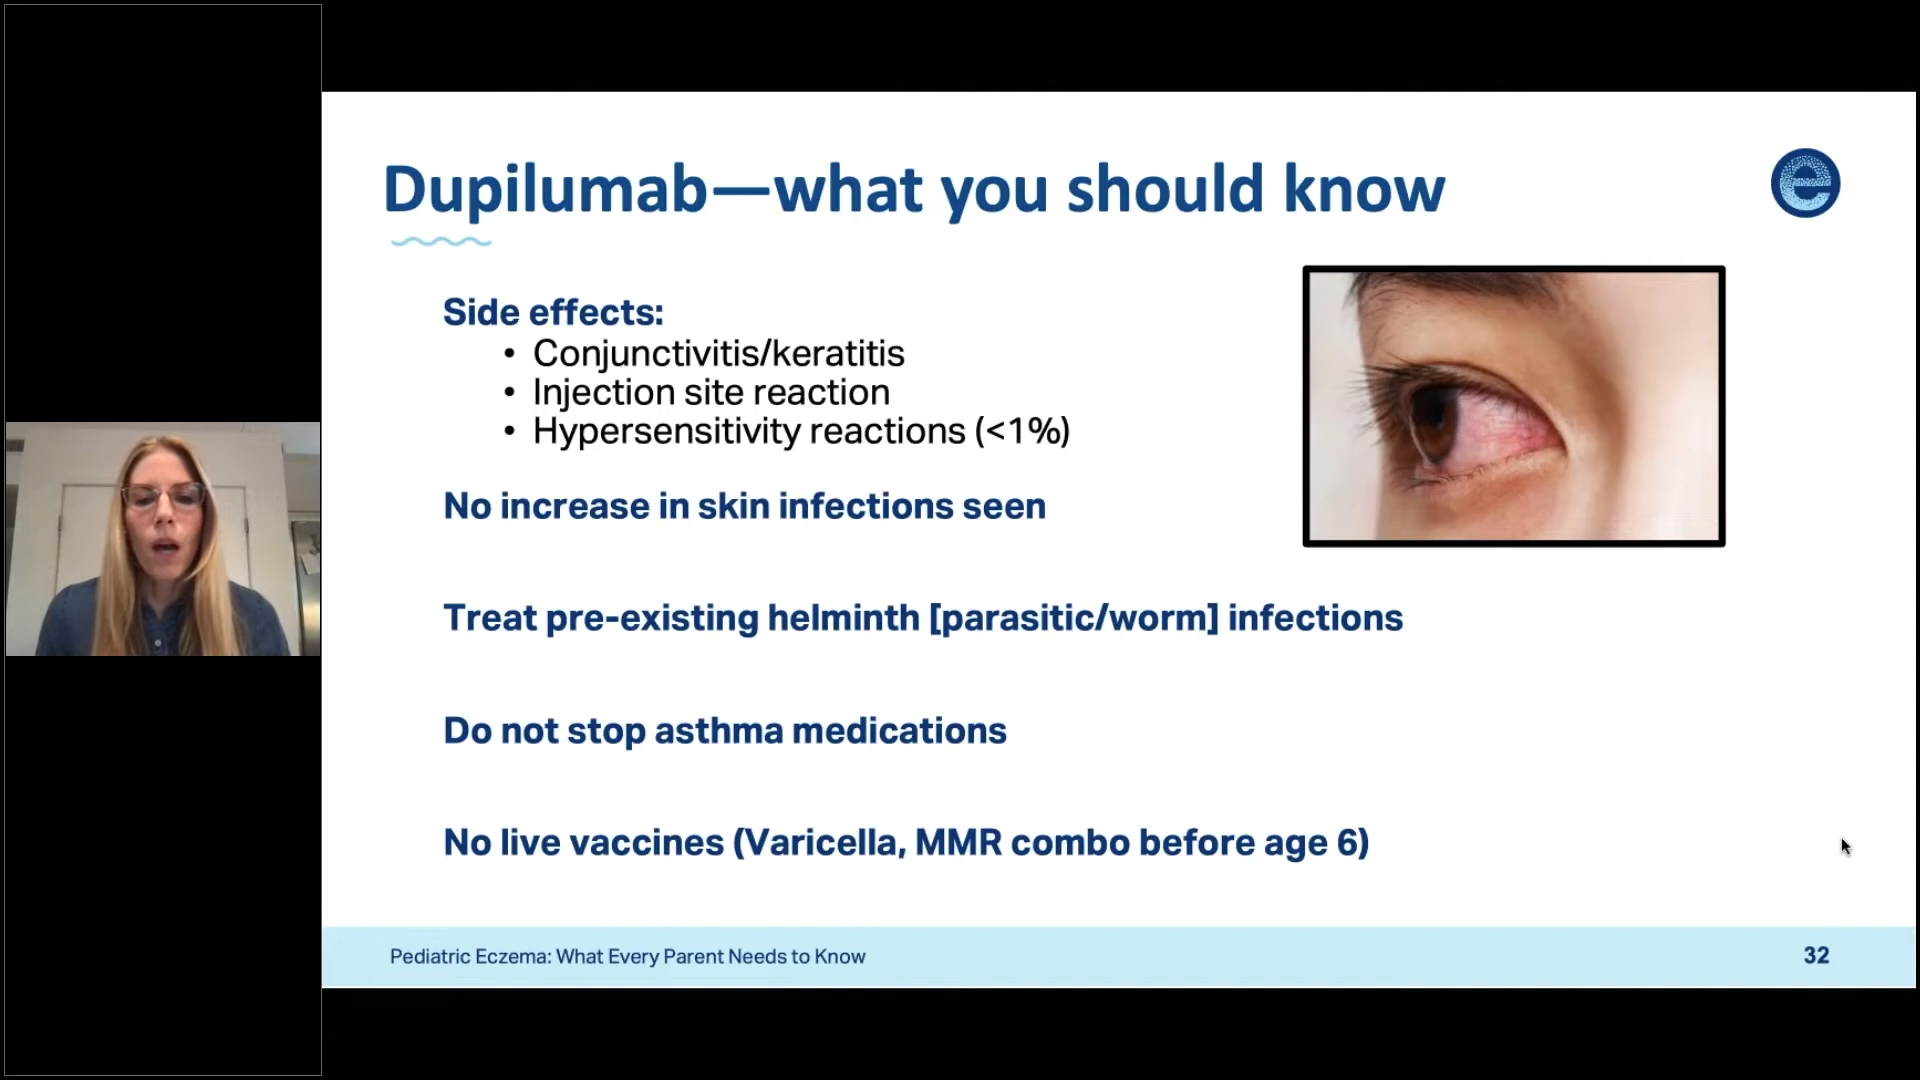 Dupilumab—what you should know
Side effects:
• Conjunctivitis/keratitis
• Injection site reaction
• Hypersensitivity reactions (<1%)
No increase in skin infections seen
Treat pre-existing helminth [parasitic/worm] infections
Do not stop asthma medications
No live vaccines (Varicella, MMR combo before age 6)
Pediatric Eczema: What Every Parent Needs to Know
32